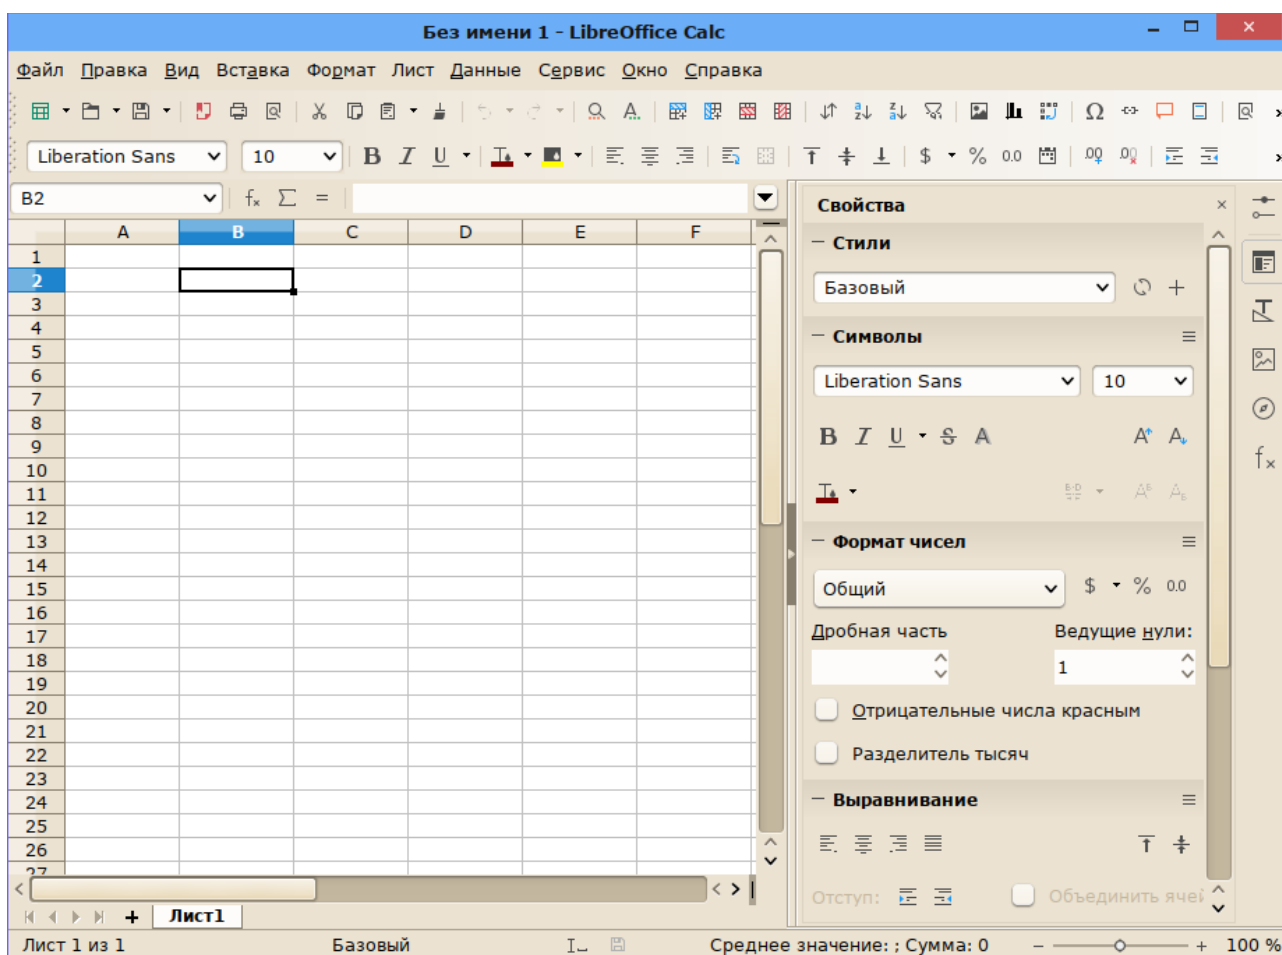 Без имени 1 - LibreOffice Calc
Файл Правка Вид Вставка Формат Лист Данные Сервис Окно Справка
Liberation Sans 10
B2
A B C D E F
1
2
3
4
5
6
7
8
9
10
11
12
13
14
15
16
17
18
19
20
21
22
23
24
25
26
27
Лист1
Лист 1 из 1 Базовый Среднее значение: ; Сумма: 0 100 %
Свойства
Стили
Базовый
Символы
Liberation Sans 10
Формат чисел
Общий
Дробная часть Ведущие нули:
1
Отрицательные числа красным
Разделитель тысяч
Выравнивание
Отступ: Объединить ячей